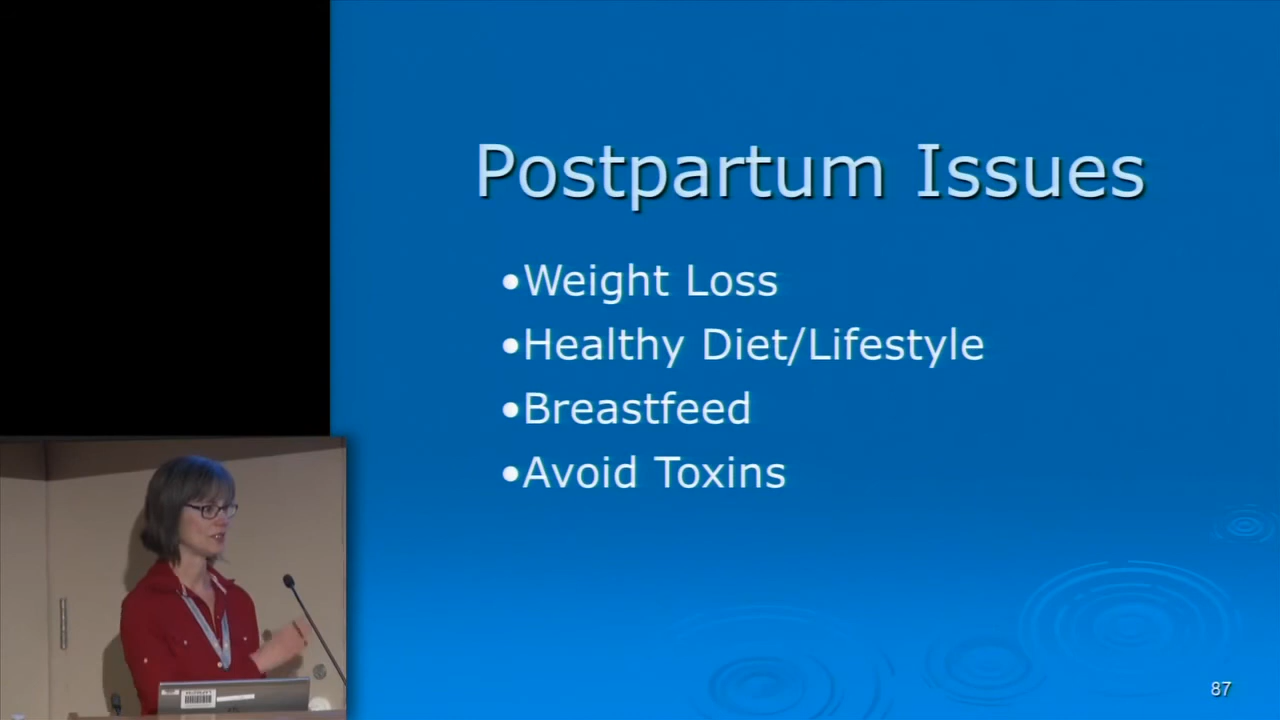 Postpartum Issues
•Weight Loss
•Healthy Diet/Lifestyle
•Breastfeed
•Avoid Toxins
87